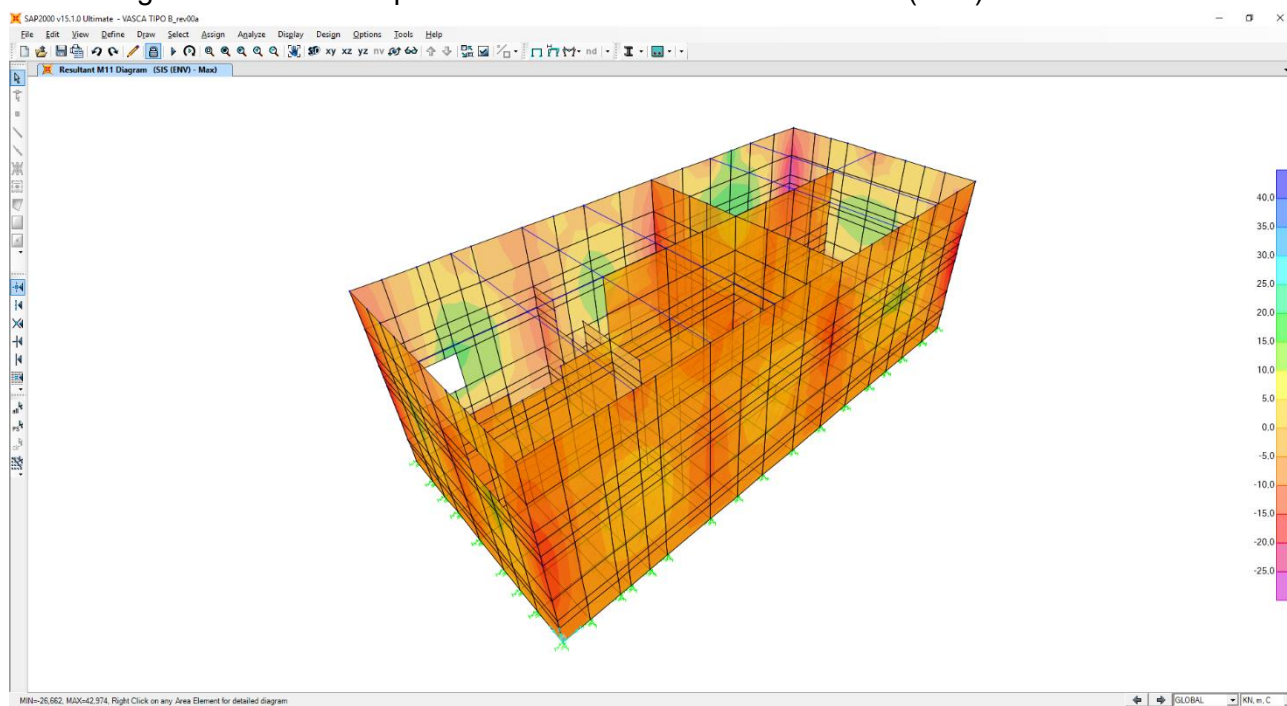 SAP2000 v15.1.0 Ultimate - VASCA TIPO B_rev00a
File Edit View Define Draw Select Assign Analyze Display Design Options Tools Help
xy xz yz nv nd
Resultant M11 Diagram (SIS (ENV) - Max)
40.0
35.0
30.0
25.0
20.0
15.0
10.0
5.0
0.0
-5.0
-10.0
-15.0
-20.0
-25.0
MIN=-26,662, MAX=42,974, Right Click on any Area Element for detailed diagram
GLOBAL KN, m, C